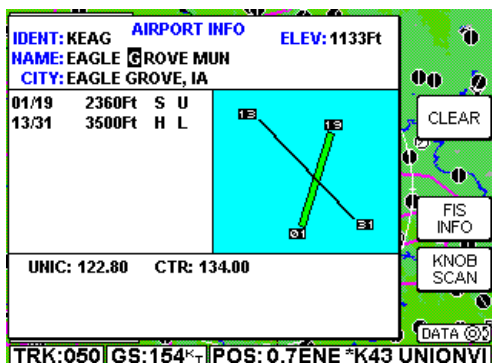 AIRPORT INFO
IDENT: KEAG ELEV: 1133Ft
NAME: EAGLE GROVE MUN
CITY: EAGLE GROVE, IA
01/19 2360Ft S U
13/31 3500Ft H L
13
19
01
31
UNIC: 122.80 CTR: 134.00
CLEAR
FIS
INFO
KNOB
SCAN
DATA
TRK:050 GS:154KT POS: 0.7ENE *K43 UNIONVI